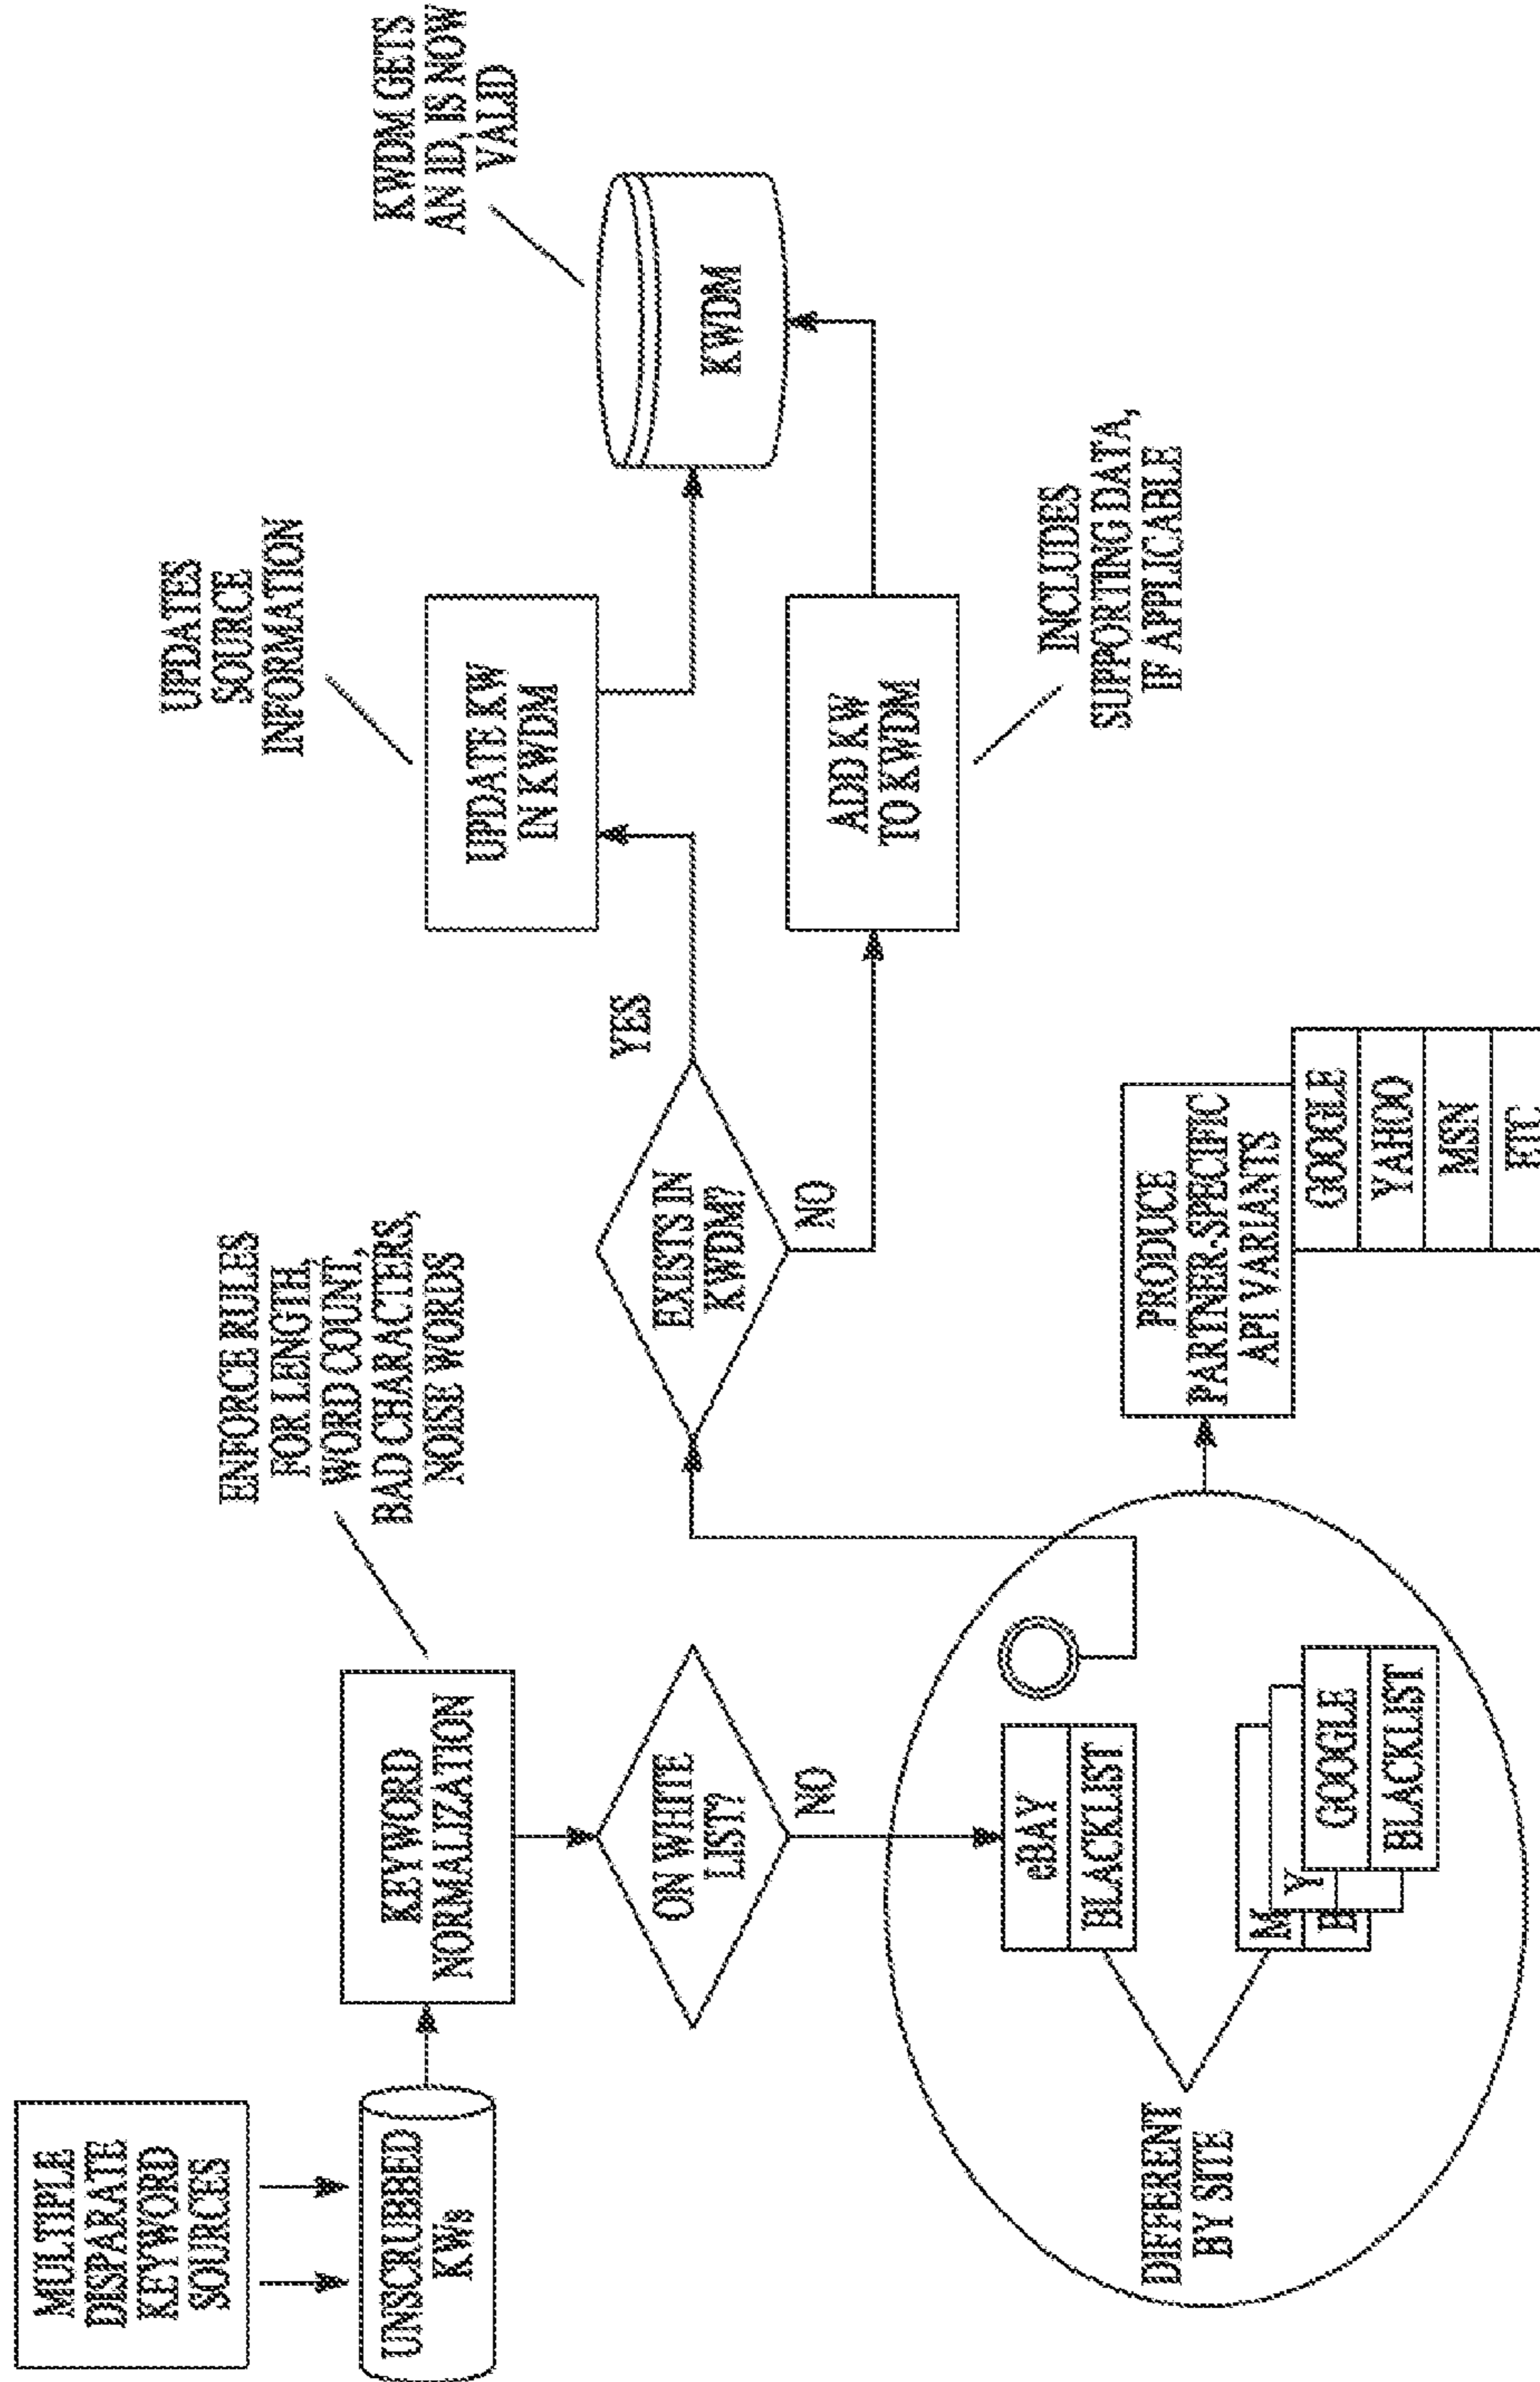 MULTIPLE
DISPARATE
KEYWORD
SOURCES
UNSCRUBBED
KWs
KEYWORD
NORMALIZATION
ENFORCE RULES
FOR LENGTH,
WORD COUNT,
BAD CHARACTERS,
NOISE WORDS
ON WHITE
LIST?
NO
eBAY
BLACKLIST
M
B
Y
GOOGLE
BLACKLIST
DIFFERENT
BY SITE
PRODUCE
PARTNER-SPECIFIC
API VARIANTS
GOOGLE
YAHOO
MSN
ETC
EXISTS IN
KWDM?
YES
NO
UPDATE KW
IN KWDM
UPDATES
SOURCE
INFORMATION
ADD KW
TO KWDM
INCLUDES
SUPPORTING DATA,
IF APPLICABLE
KWDM
KWDM GETS
AN ID, IS NOW
VALID